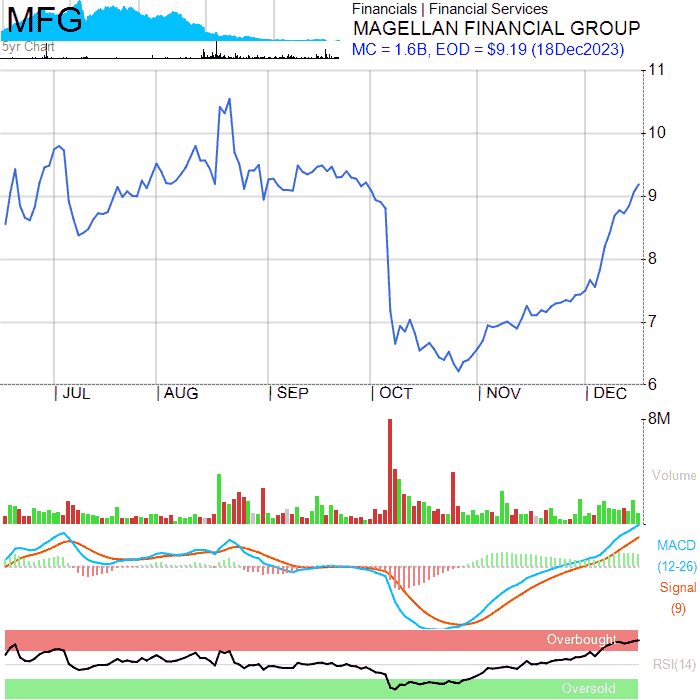 MFG
5yr Chart
Financials | Financial Services
MAGELLAN FINANCIAL GROUP
MC = 1.6B, EOD = $9.19 (18Dec2023)
11
10
9
8
7
6
JUL AUG SEP OCT NOV DEC
8M
Volume
MACD
(12-26)
Signal
(9)
Overbought
RSI(14)
Oversold